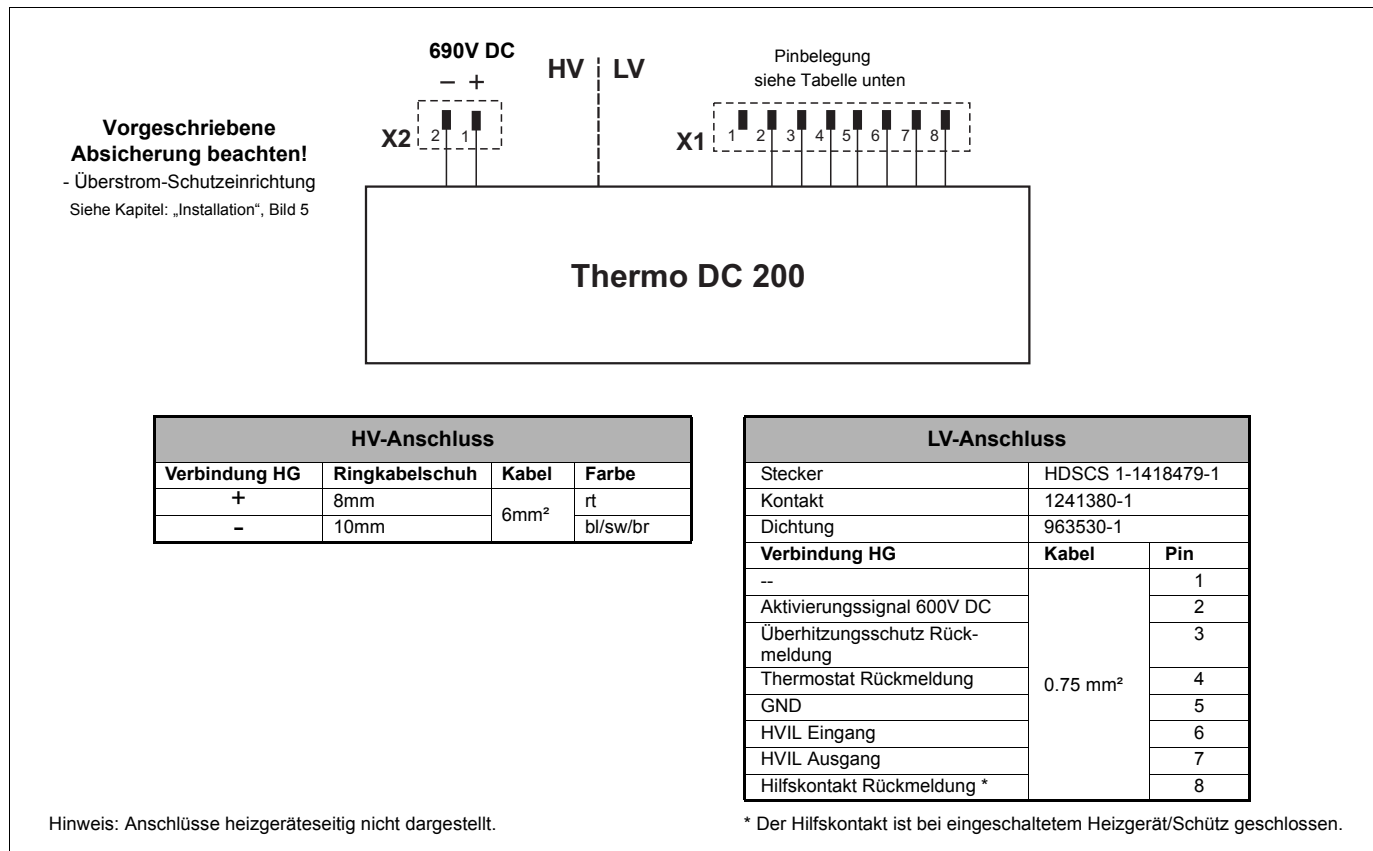 690V DC
− +
HV LV
Pinbelegung
siehe Tabelle unten
Vorgeschriebene
Absicherung beachten!
- Überstrom-Schutzeinrichtung
Siehe Kapitel: „Installation“, Bild 5
X2 2 1
X1 1 2 3 4 5 6 7 8
Thermo DC 200
HV-Anschluss
Verbindung HG Ringkabelschuh Kabel Farbe
+ 8mm 6mm² rt
- 10mm bl/sw/br
LV-Anschluss
Stecker HDSCS 1-1418479-1
Kontakt 1241380-1
Dichtung 963530-1
Verbindung HG Kabel Pin
-- 1
Aktivierungssignal 600V DC 2
Überhitzungsschutz Rück-
meldung 3
Thermostat Rückmeldung 0.75 mm² 4
GND 5
HVIL Eingang 6
HVIL Ausgang 7
Hilfskontakt Rückmeldung * 8
Hinweis: Anschlüsse heizgeräteseitig nicht dargestellt.
* Der Hilfskontakt ist bei eingeschaltetem Heizgerät/Schütz geschlossen.